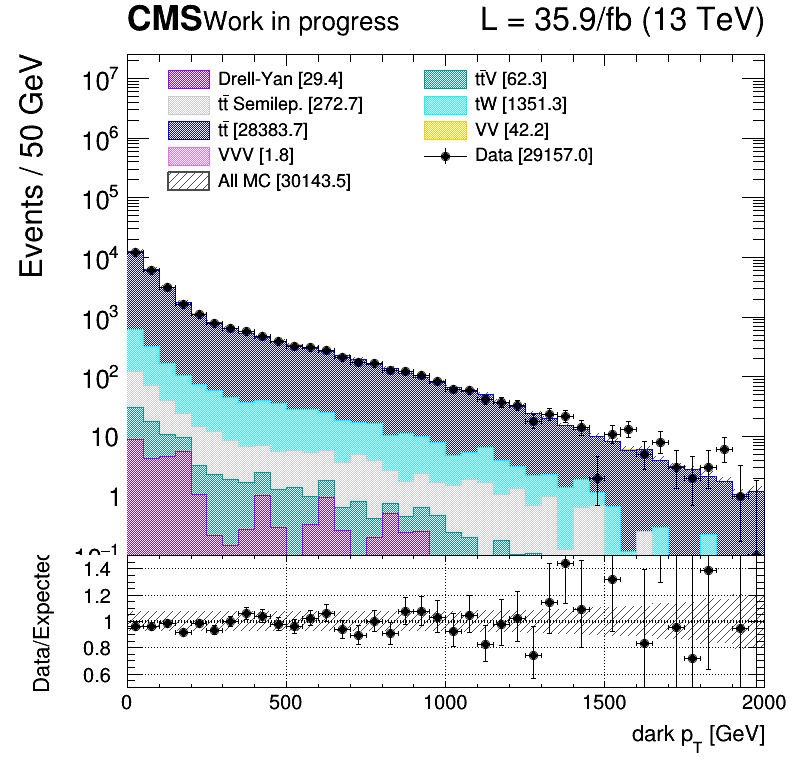 CMS Work in progress L = 35.9/fb (13 TeV)
Events / 50 GeV
Drell-Yan [29.4] tt̄V [62.3]
tt̄ Semilep. [272.7] tW [1351.3]
tt̄ [28383.7] VV [42.2]
VVV [1.8] Data [29157.0]
All MC [30143.5]
10⁷
10⁶
10⁵
10⁴
10³
10²
10
1
10⁻¹
Data/Expected
1.4
1.2
1
0.8
0.6
0 500 1000 1500 2000
dark p_T [GeV]